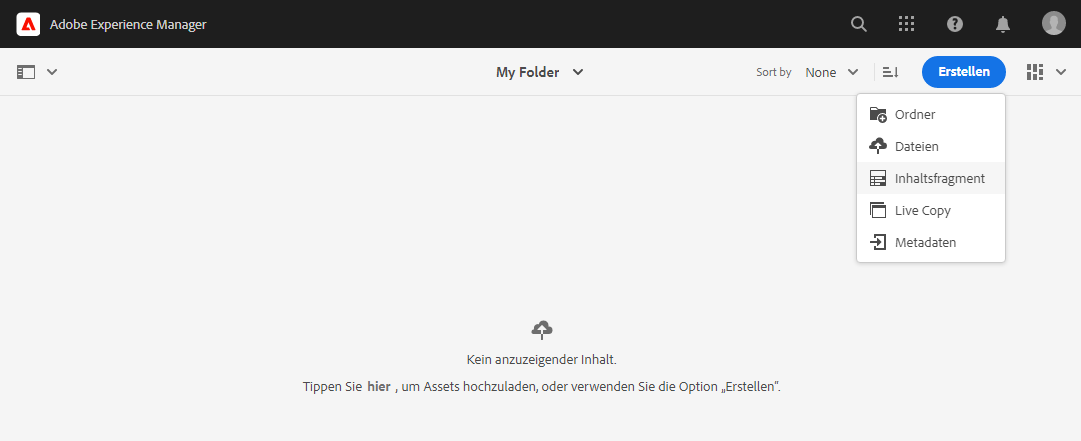 Adobe Experience Manager
My Folder
Sort by None
Erstellen
Ordner
Dateien
Inhaltsfragment
Live Copy
Metadaten
Kein anzuzeigender Inhalt.
Tippen Sie hier , um Assets hochzuladen, oder verwenden Sie die Option „Erstellen“.